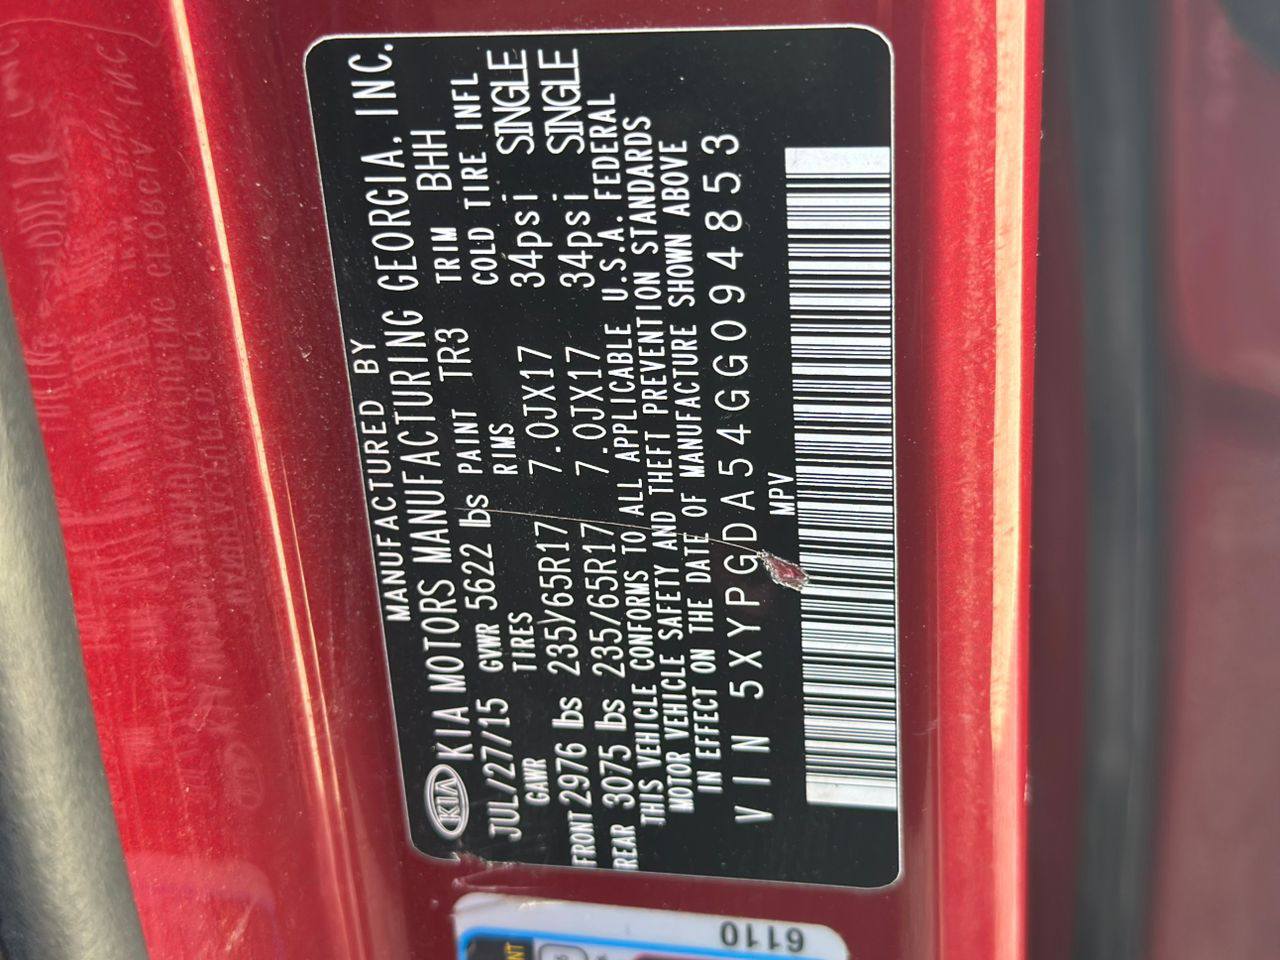 MANUFACTURED BY
KIA KIA MOTORS MANUFACTURING GEORGIA, INC.
JUL/27/15 GVWR 5622 lbs PAINT TR3 TRIM BHH
GAWR TIRES RIMS COLD TIRE INFL
FRONT 2976 lbs 235/65R17 7.0JX17 34psi SINGLE
REAR 3075 lbs 235/65R17 7.0JX17 34psi SINGLE
THIS VEHICLE CONFORMS TO ALL APPLICABLE U.S.A. FEDERAL
MOTOR VEHICLE SAFETY AND THEFT PREVENTION STANDARDS
IN EFFECT ON THE DATE OF MANUFACTURE SHOWN ABOVE
VIN 5XYPGDA54GG094853
MPV
6110